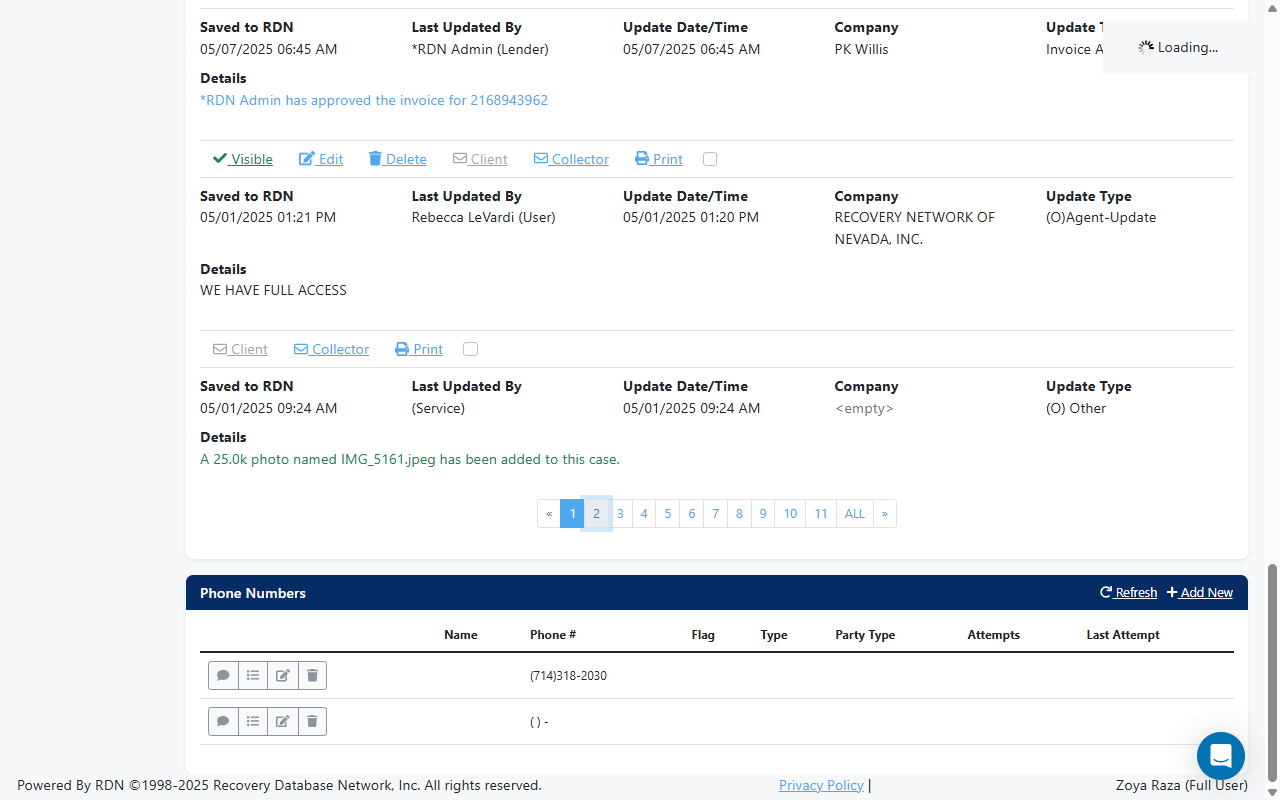 Saved to RDN Last Updated By Update Date/Time Company Update T
05/07/2025 06:45 AM *RDN Admin (Lender) 05/07/2025 06:45 AM PK Willis Invoice A
Loading...
Details
*RDN Admin has approved the invoice for 2168943962
Visible Edit Delete Client Collector Print
Saved to RDN Last Updated By Update Date/Time Company Update Type
05/01/2025 01:21 PM Rebecca LeVardi (User) 05/01/2025 01:20 PM RECOVERY NETWORK OF (O)Agent-Update
NEVADA, INC.
Details
WE HAVE FULL ACCESS
Client Collector Print
Saved to RDN Last Updated By Update Date/Time Company Update Type
05/01/2025 09:24 AM (Service) 05/01/2025 09:24 AM <empty> (O) Other
Details
A 25.0k photo named IMG_5161.jpeg has been added to this case.
« 1 2 3 4 5 6 7 8 9 10 11 ALL »
Phone Numbers Refresh Add New
Name Phone # Flag Type Party Type Attempts Last Attempt
(714)318-2030
( ) -
Powered By RDN ©1998-2025 Recovery Database Network, Inc. All rights reserved. Privacy Policy | Zoya Raza (Full User)